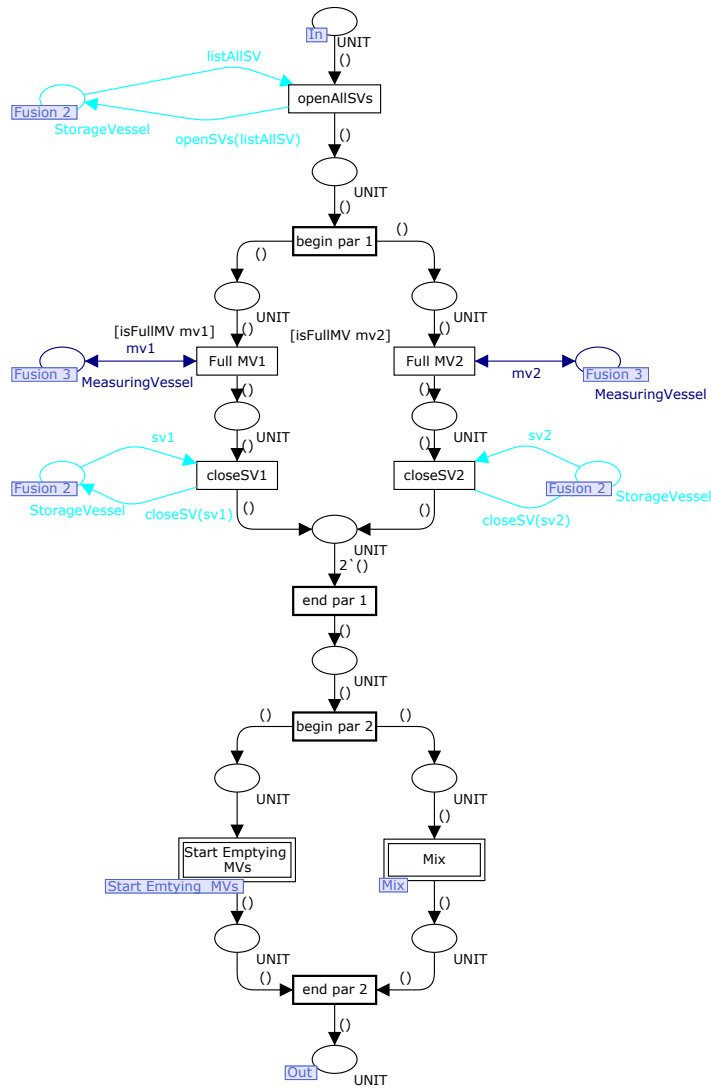 In
UNIT
()
listAllSV
openAllSVs
Fusion 2
StorageVessel
openSVs(listAllSV)
()
UNIT
()
begin par 1
()
()
UNIT
UNIT
()
()
[isFullMV mv1]
mv1
Full MV1
Fusion 3
MeasuringVessel
[isFullMV mv2]
Full MV2
mv2
Fusion 3
MeasuringVessel
()
()
UNIT
UNIT
()
()
sv1
closeSV1
Fusion 2
StorageVessel
closeSV(sv1)
sv2
closeSV2
Fusion 2
StorageVessel
closeSV(sv2)
()
()
UNIT
2`()
end par 1
()
UNIT
()
begin par 2
()
()
UNIT
UNIT
()
Start Emptying
MVs
Start Emtying  MVs
Mix
Mix
()
()
UNIT
UNIT
()
()
end par 2
()
Out
UNIT